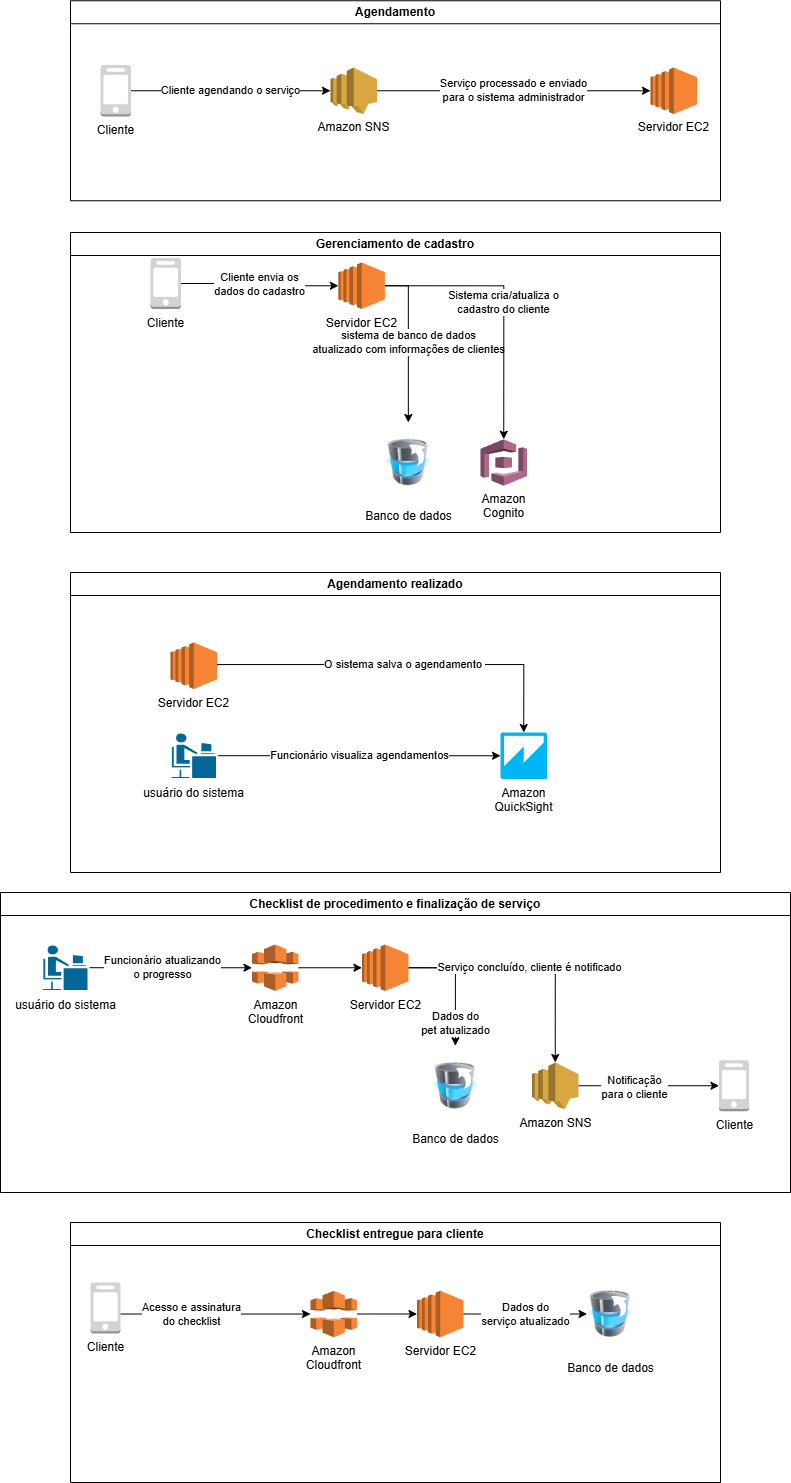 Agendamento
Cliente agendando o serviço
Serviço processado e enviado
para o sistema administrador
Cliente
Amazon SNS
Servidor EC2
Gerenciamento de cadastro
Cliente envia os
dados do cadastro
Sistema cria/atualiza o
cadastro do cliente
Cliente
Servidor EC2
sistema de banco de dados
atualizado com informações de clientes
Banco de dados
Amazon
Cognito
Agendamento realizado
O sistema salva o agendamento
Servidor EC2
Funcionário visualiza agendamentos
usuário do sistema
Amazon
QuickSight
Checklist de procedimento e finalização de serviço
Funcionário atualizando
o progresso
Serviço concluído, cliente é notificado
usuário do sistema
Amazon
Cloudfront
Servidor EC2
Dados do
pet atualizado
Notificação
para o cliente
Banco de dados
Amazon SNS
Cliente
Checklist entregue para cliente
Acesso e assinatura
do checklist
Dados do
serviço atualizado
Cliente
Amazon
Cloudfront
Servidor EC2
Banco de dados